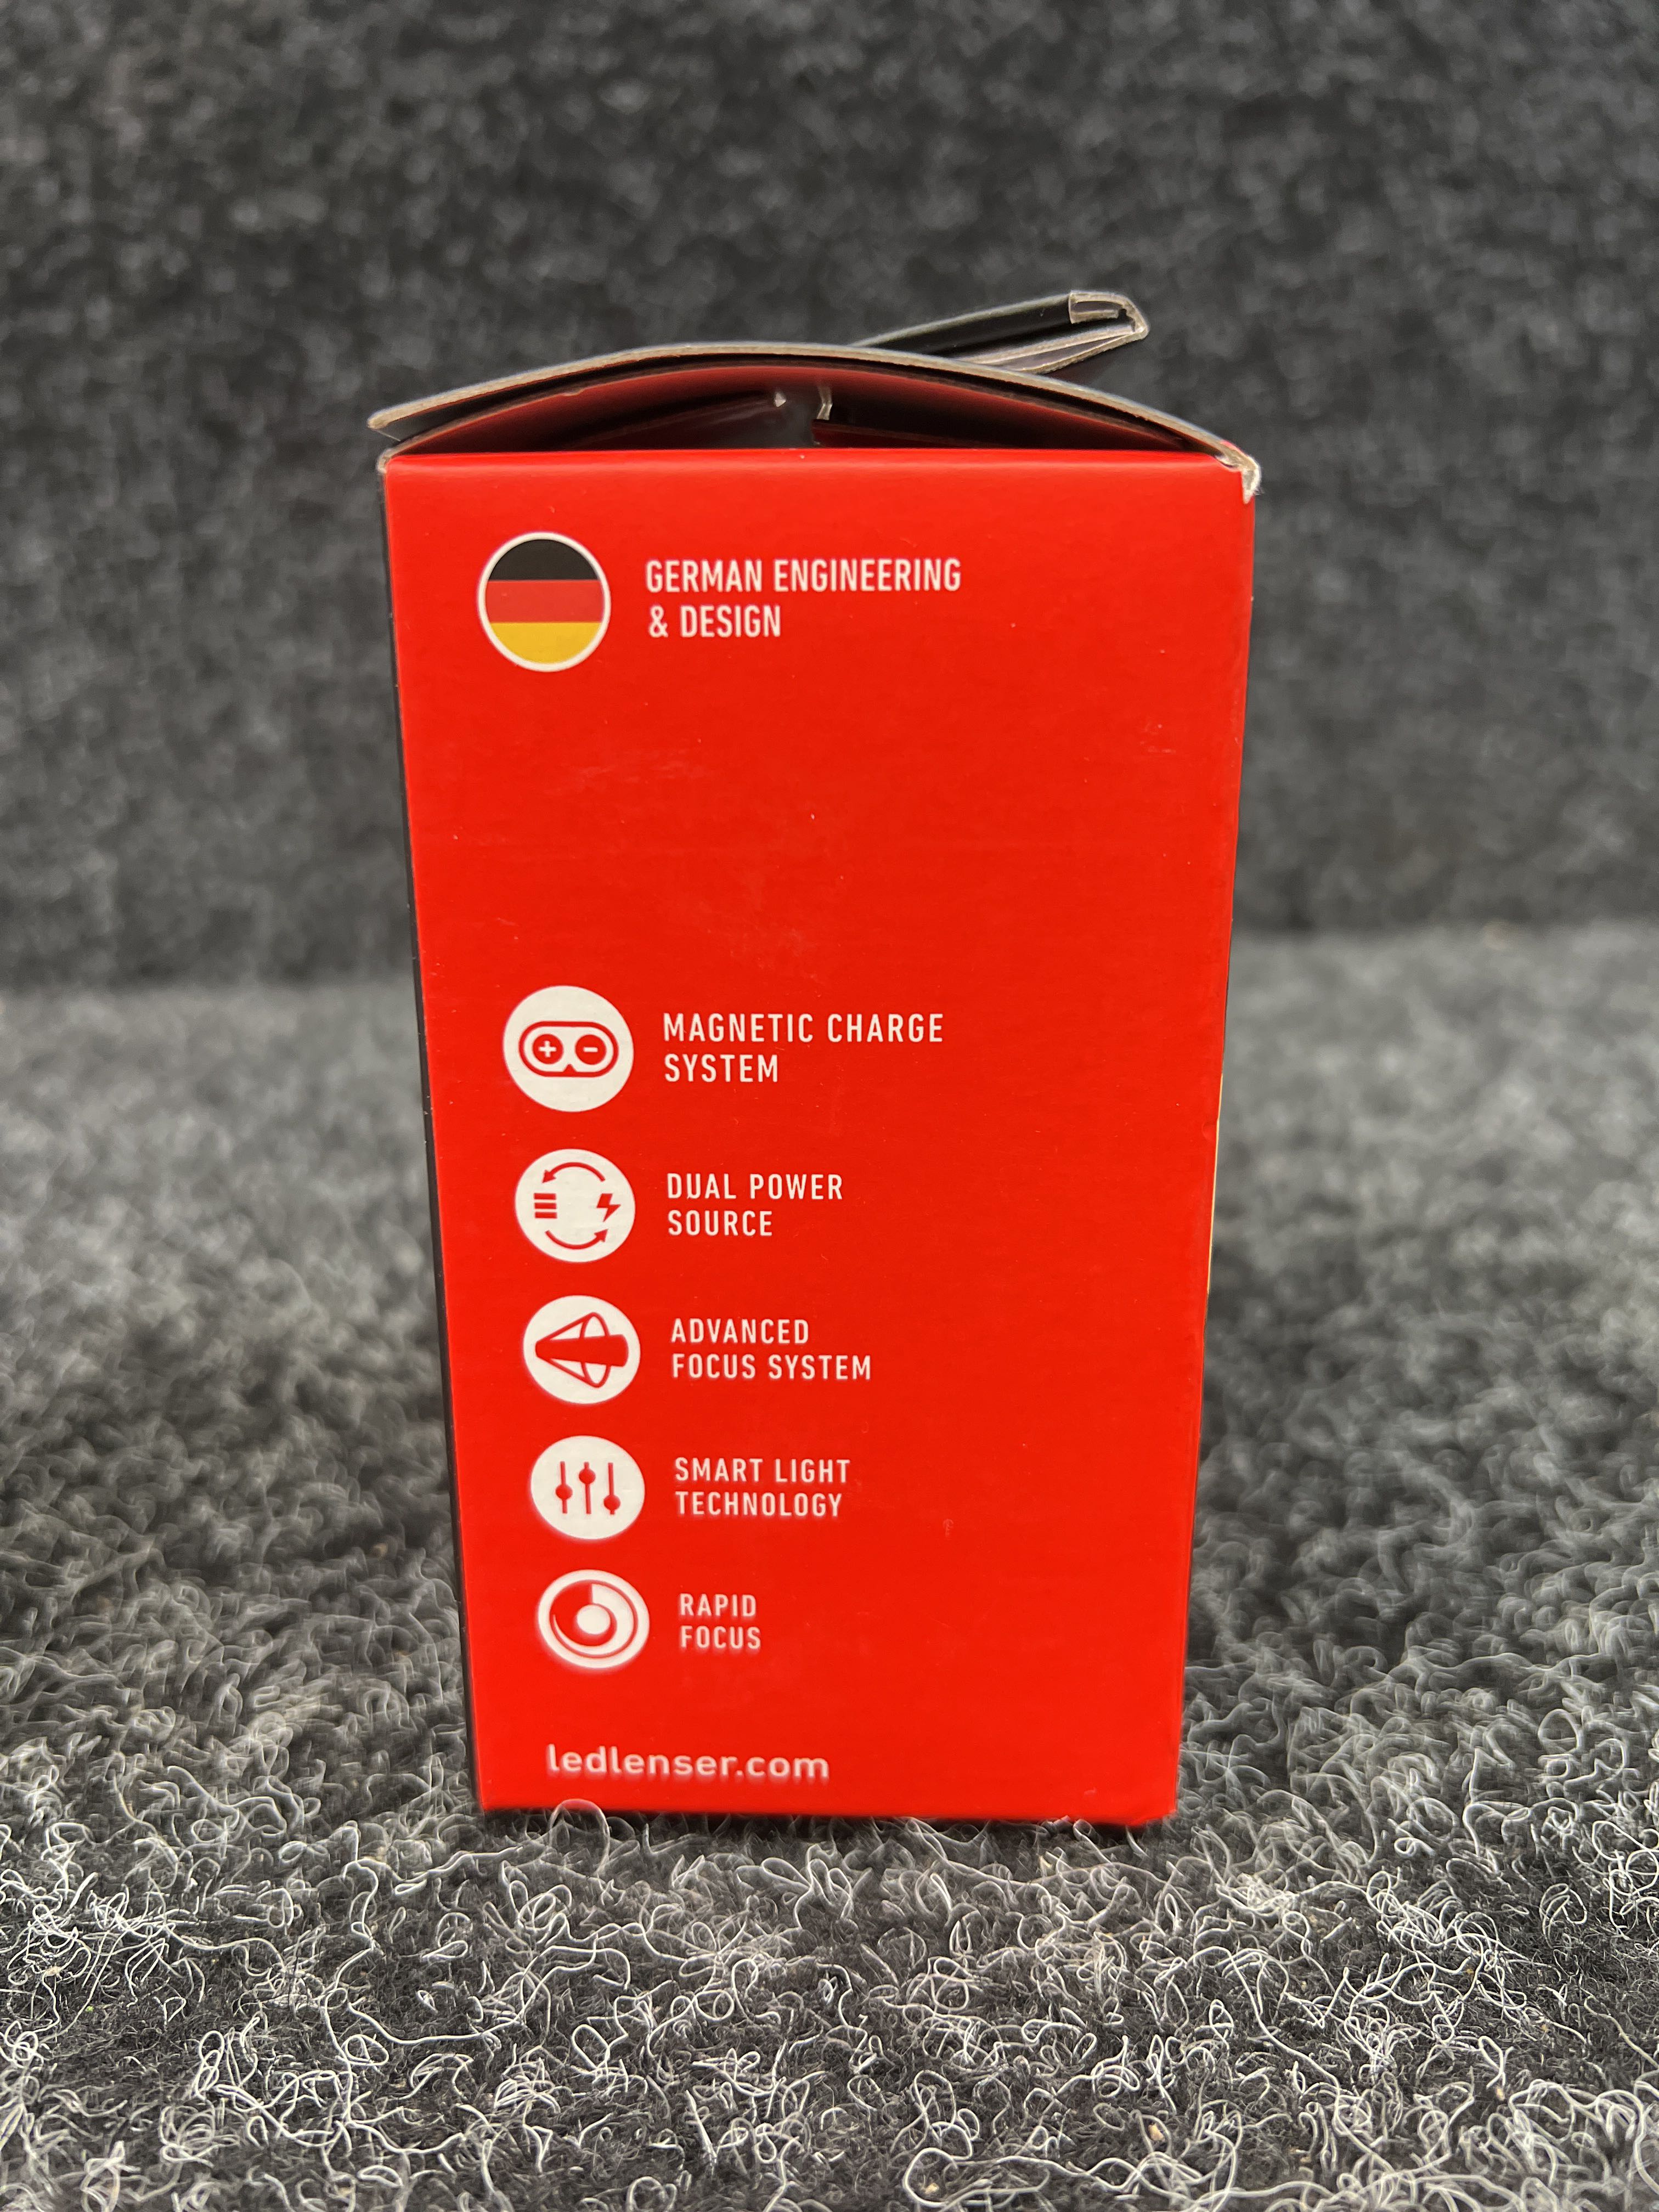 GERMAN ENGINEERING
& DESIGN
MAGNETIC CHARGE
SYSTEM
DUAL POWER
SOURCE
ADVANCED
FOCUS SYSTEM
SMART LIGHT
TECHNOLOGY
RAPID
FOCUS
ledlenser.com